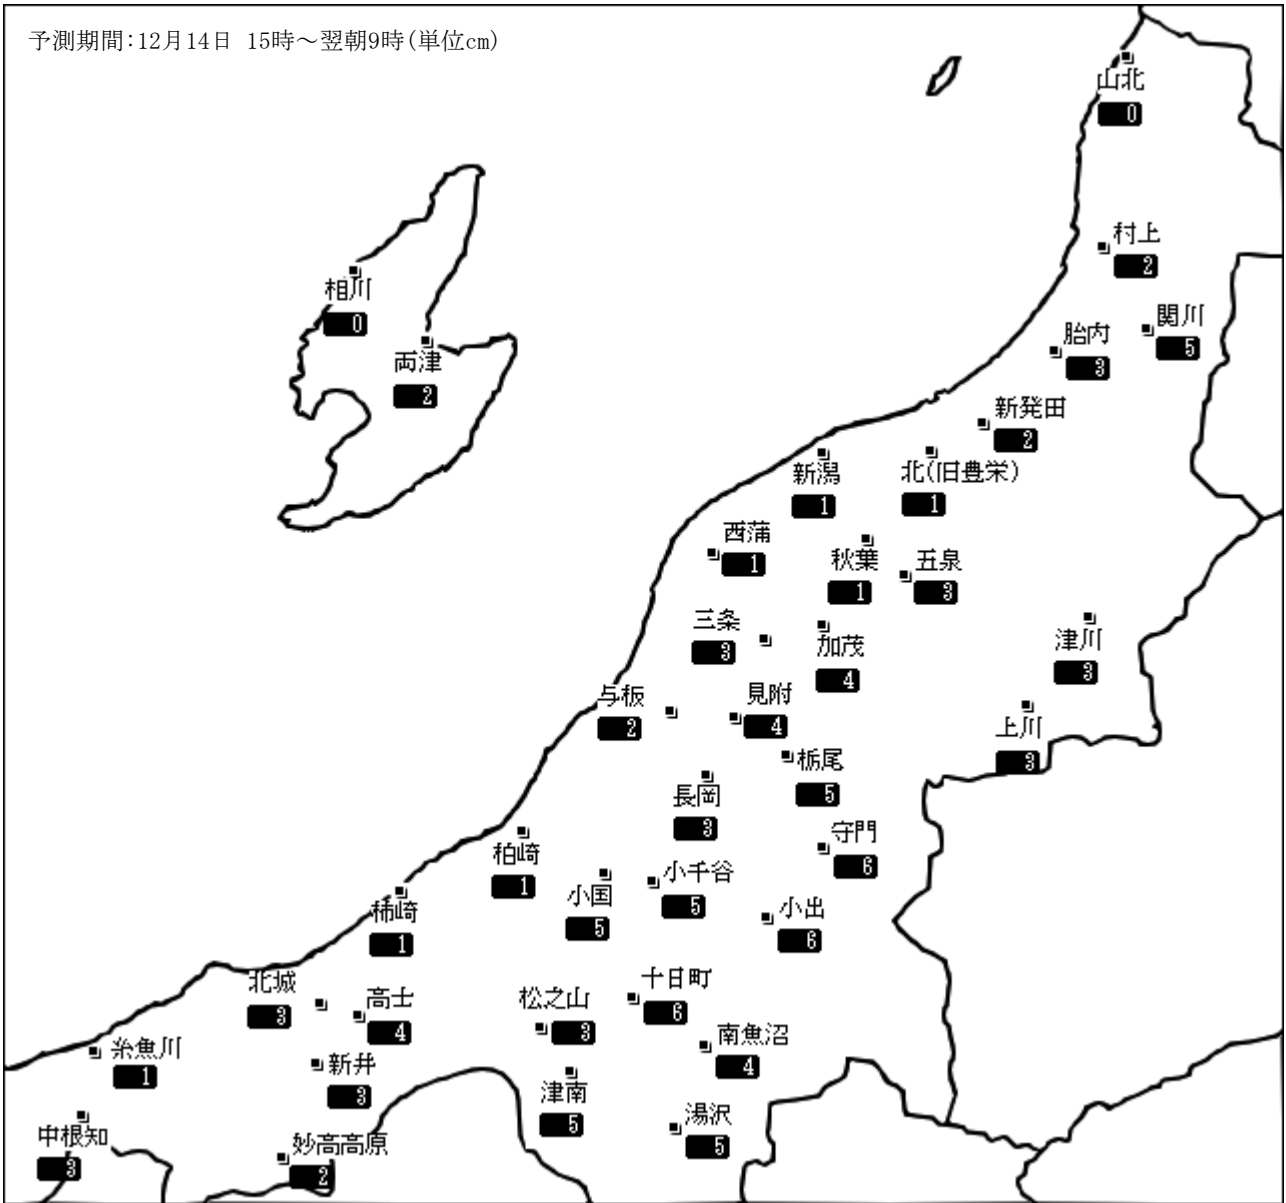 予測期間:12月14日 15時～翌朝9時(単位cm)
山北
0
村上
2
相川
0
関川
5
胎内
3
両津
2
新発田
2
新潟
1
北(旧豊栄)
1
西蒲
1
秋葉
1
五泉
3
三条
3
加茂
4
津川
3
与板
2
見附
4
上川
3
栃尾
5
長岡
3
守門
6
柏崎
1
小千谷
5
小国
5
小出
6
柿崎
1
北城
3
高士
4
松之山
3
十日町
6
南魚沼
4
糸魚川
1
新井
3
津南
5
湯沢
5
中根知
3
妙高高原
2